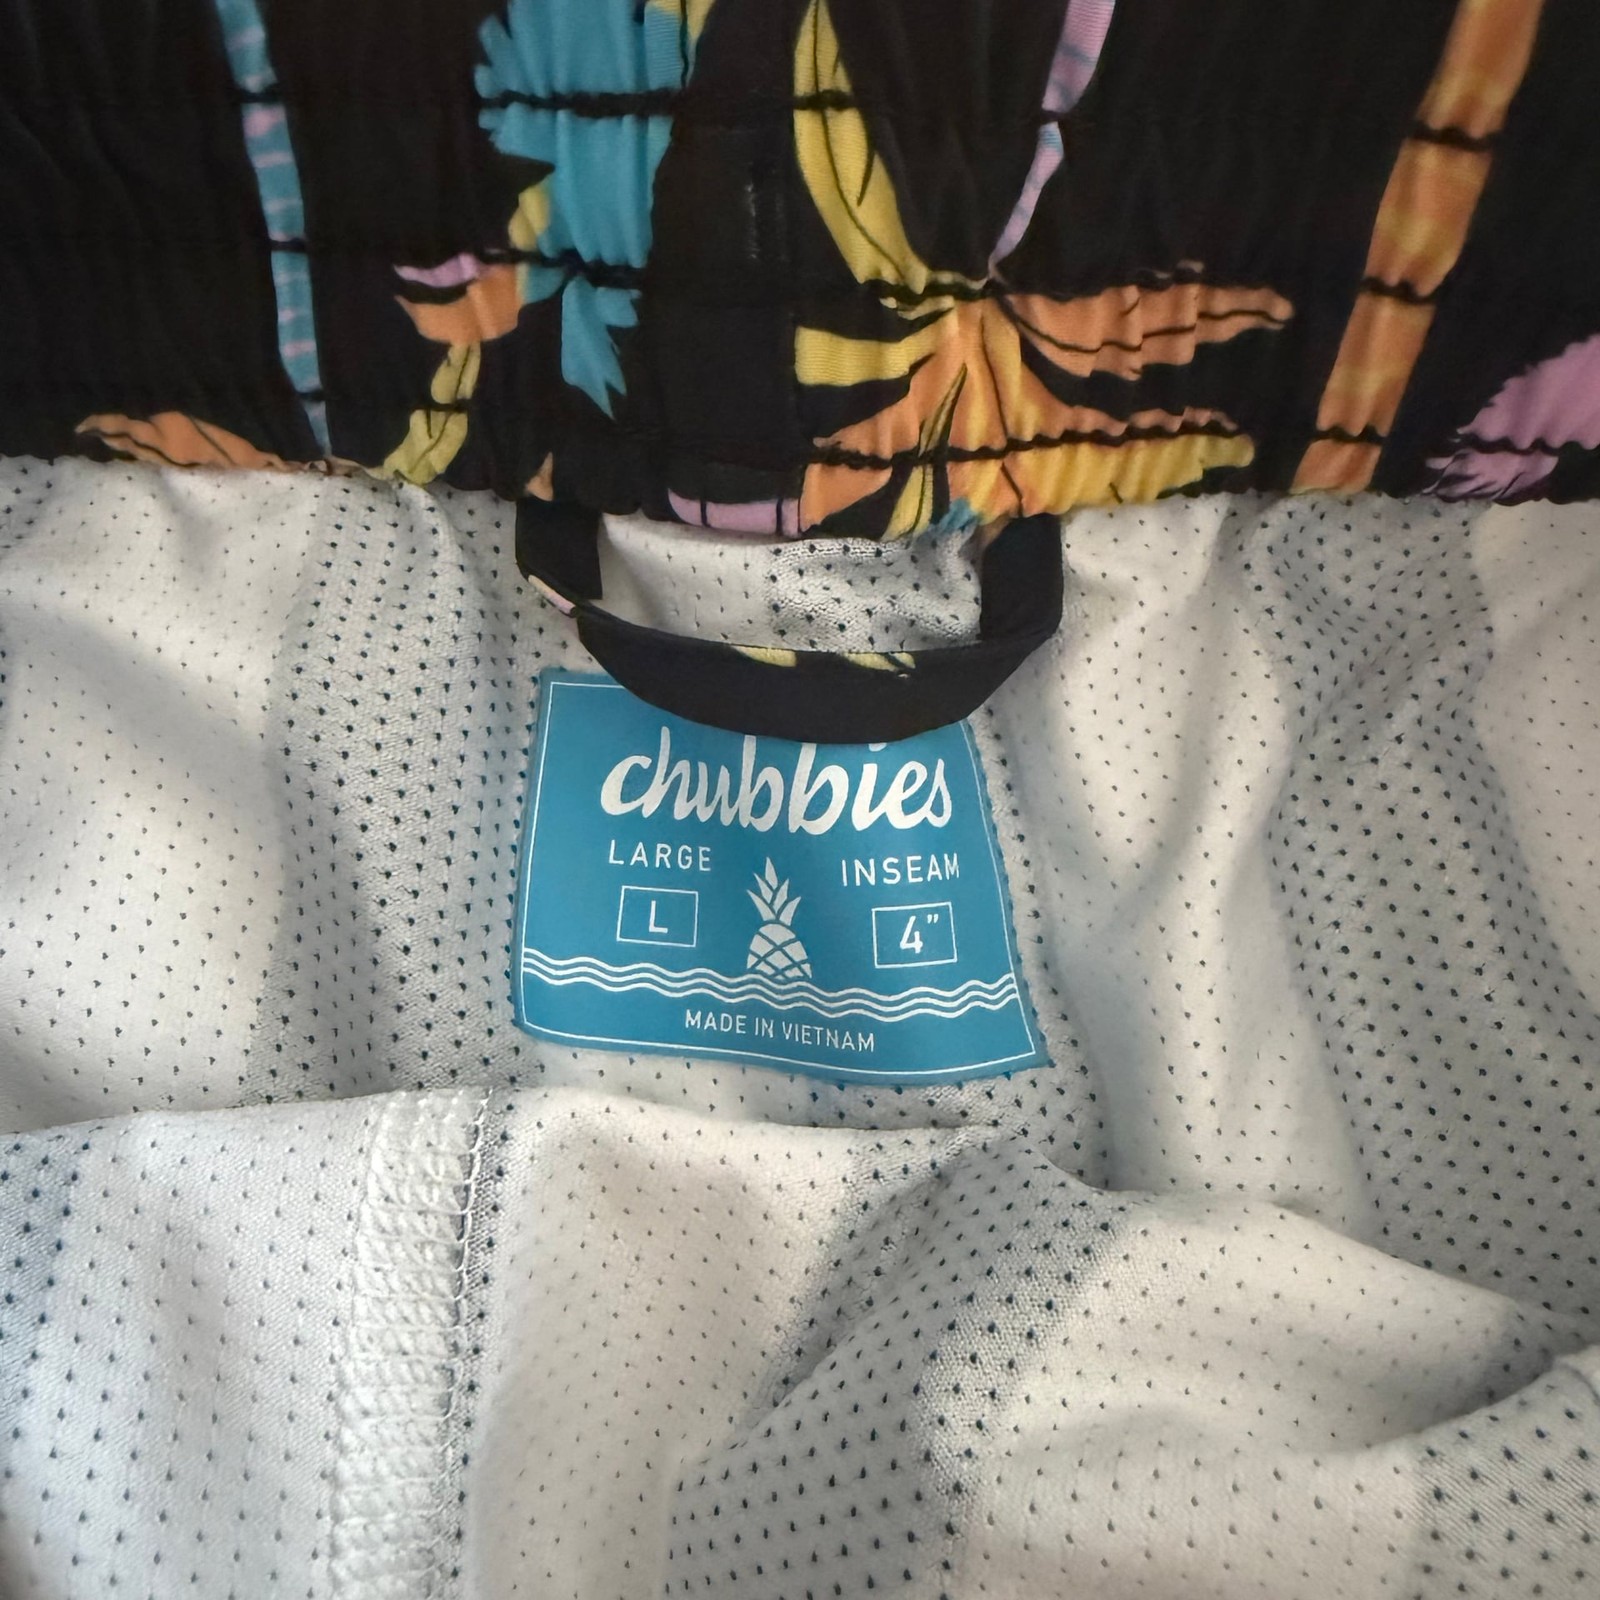 chubbies
LARGE INSEAM
L 4"
MADE IN VIETNAM